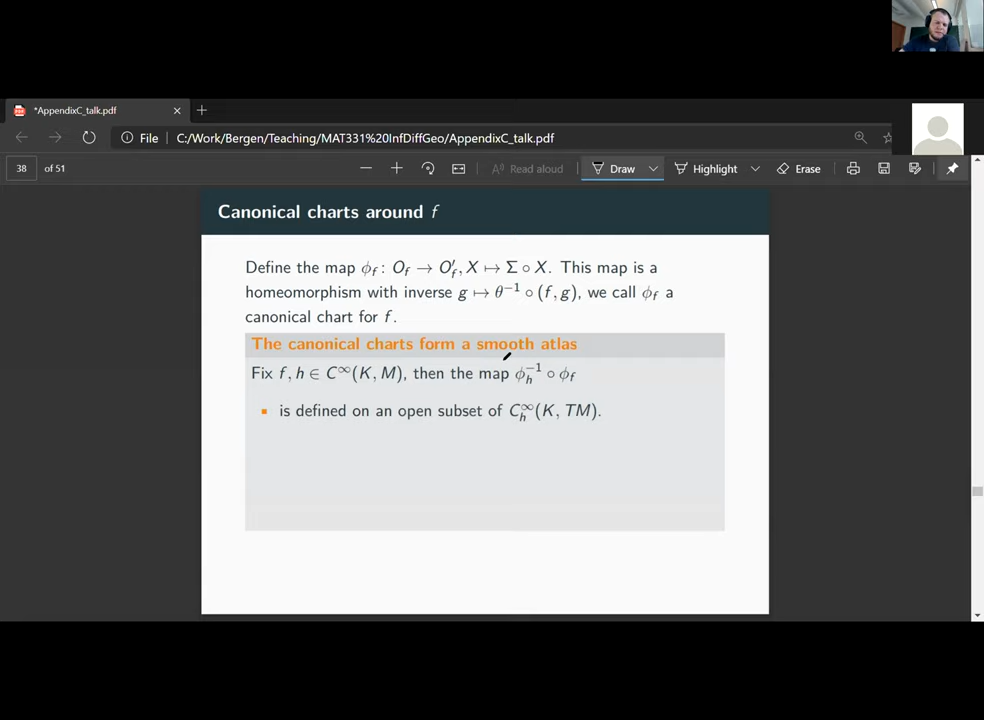 *AppendixC_talk.pdf
File C:/Work/Bergen/Teaching/MAT331%20InfDiffGeo/AppendixC_talk.pdf
38 of 51 Read aloud Draw Highlight Erase
Canonical charts around f
Define the map ϕ_f : O_f → O′_f, X ↦ Σ ∘ X. This map is a
homeomorphism with inverse g ↦ θ⁻¹ ∘ (f, g), we call ϕ_f a
canonical chart for f.
The canonical charts form a smooth atlas
Fix f, h ∈ C^∞(K, M), then the map ϕ_h⁻¹ ∘ ϕ_f
is defined on an open subset of C_h^∞(K, TM).